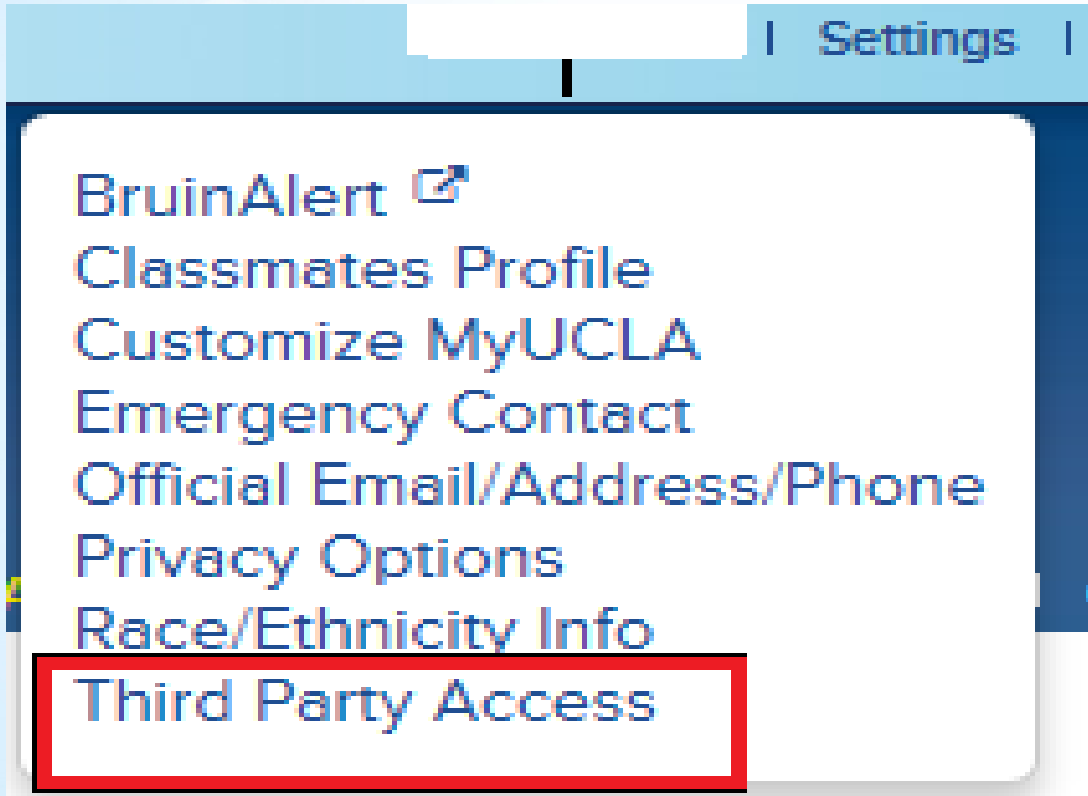 | Settings |
BruinAlert
Classmates Profile
Customize MyUCLA
Emergency Contact
Official Email/Address/Phone
Privacy Options
Race/Ethnicity Info
Third Party Access